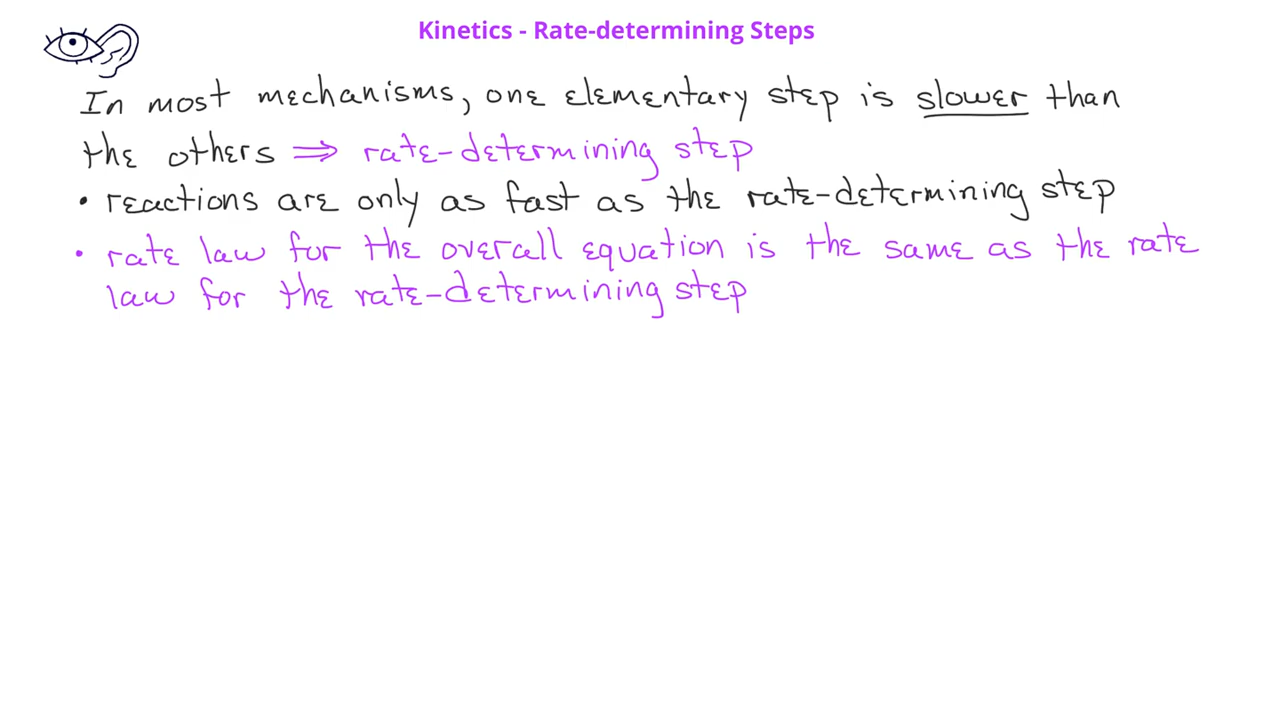 Kinetics - Rate-determining Steps
In most mechanisms, one elementary step is slower than
the others ⇒ rate-determining step
• reactions are only as fast as the rate-determining step
• rate law for the overall equation is the same as the rate
law for the rate-determining step